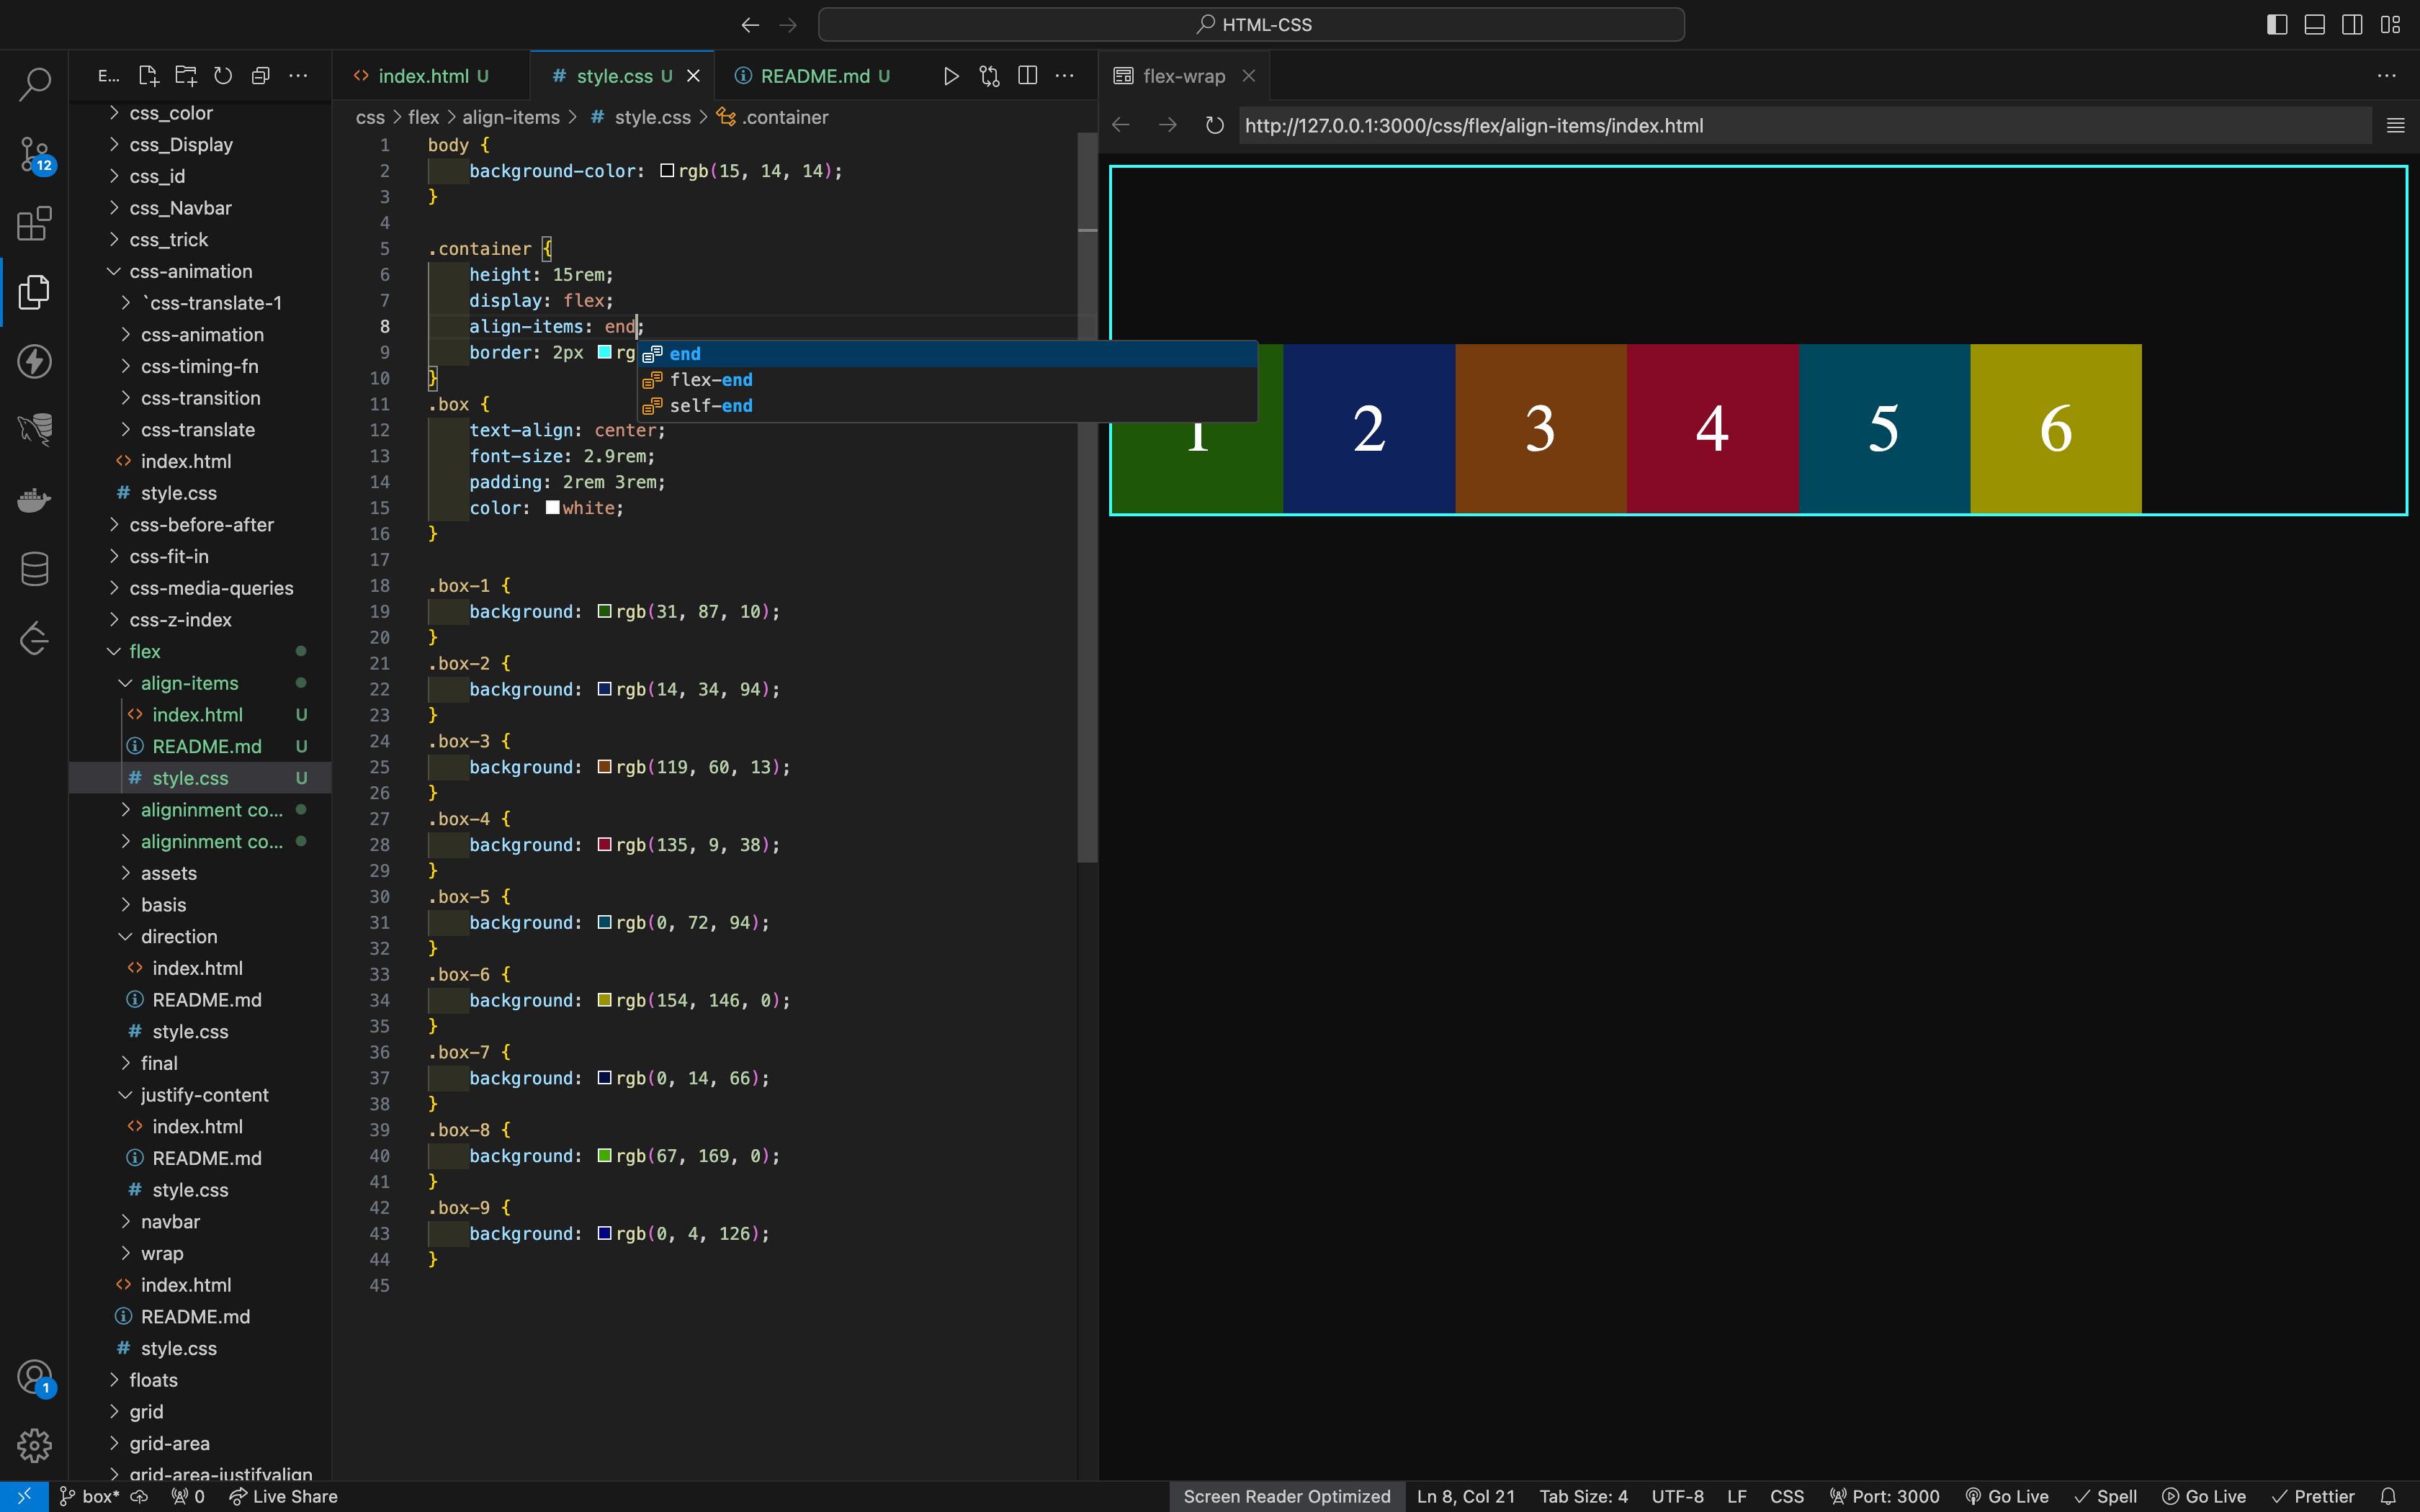 HTML-CSS
E...
css_color
css_Display
css_id
css_Navbar
css_trick
css-animation
`css-translate-1
css-animation
css-timing-fn
css-transition
css-translate
index.html
style.css
css-before-after
css-fit-in
css-media-queries
css-z-index
flex
align-items
index.html U
README.md U
style.css U
aligninment co...
aligninment co...
assets
basis
direction
index.html
README.md
style.css
final
justify-content
index.html
README.md
style.css
navbar
wrap
index.html
README.md
style.css
floats
grid
grid-area
grid-area-justifyalign
12
1
index.html U
style.css U
README.md U
css > flex > align-items > # style.css > .container
1 body {
2 background-color: rgb(15, 14, 14);
3 }
4
5 .container {
6 height: 15rem;
7 display: flex;
8 align-items: end;
9 border: 2px rg
10 }
11 .box {
12 text-align: center;
13 font-size: 2.9rem;
14 padding: 2rem 3rem;
15 color: white;
16 }
17
18 .box-1 {
19 background: rgb(31, 87, 10);
20 }
21 .box-2 {
22 background: rgb(14, 34, 94);
23 }
24 .box-3 {
25 background: rgb(119, 60, 13);
26 }
27 .box-4 {
28 background: rgb(135, 9, 38);
29 }
30 .box-5 {
31 background: rgb(0, 72, 94);
32 }
33 .box-6 {
34 background: rgb(154, 146, 0);
35 }
36 .box-7 {
37 background: rgb(0, 14, 66);
38 }
39 .box-8 {
40 background: rgb(67, 169, 0);
41 }
42 .box-9 {
43 background: rgb(0, 4, 126);
44 }
45
end
flex-end
self-end
flex-wrap
http://127.0.0.1:3000/css/flex/align-items/index.html
1 2 3 4 5 6
box* 0 Live Share
Screen Reader Optimized Ln 8, Col 21 Tab Size: 4 UTF-8 LF CSS Port: 3000 Go Live Spell Go Live Prettier